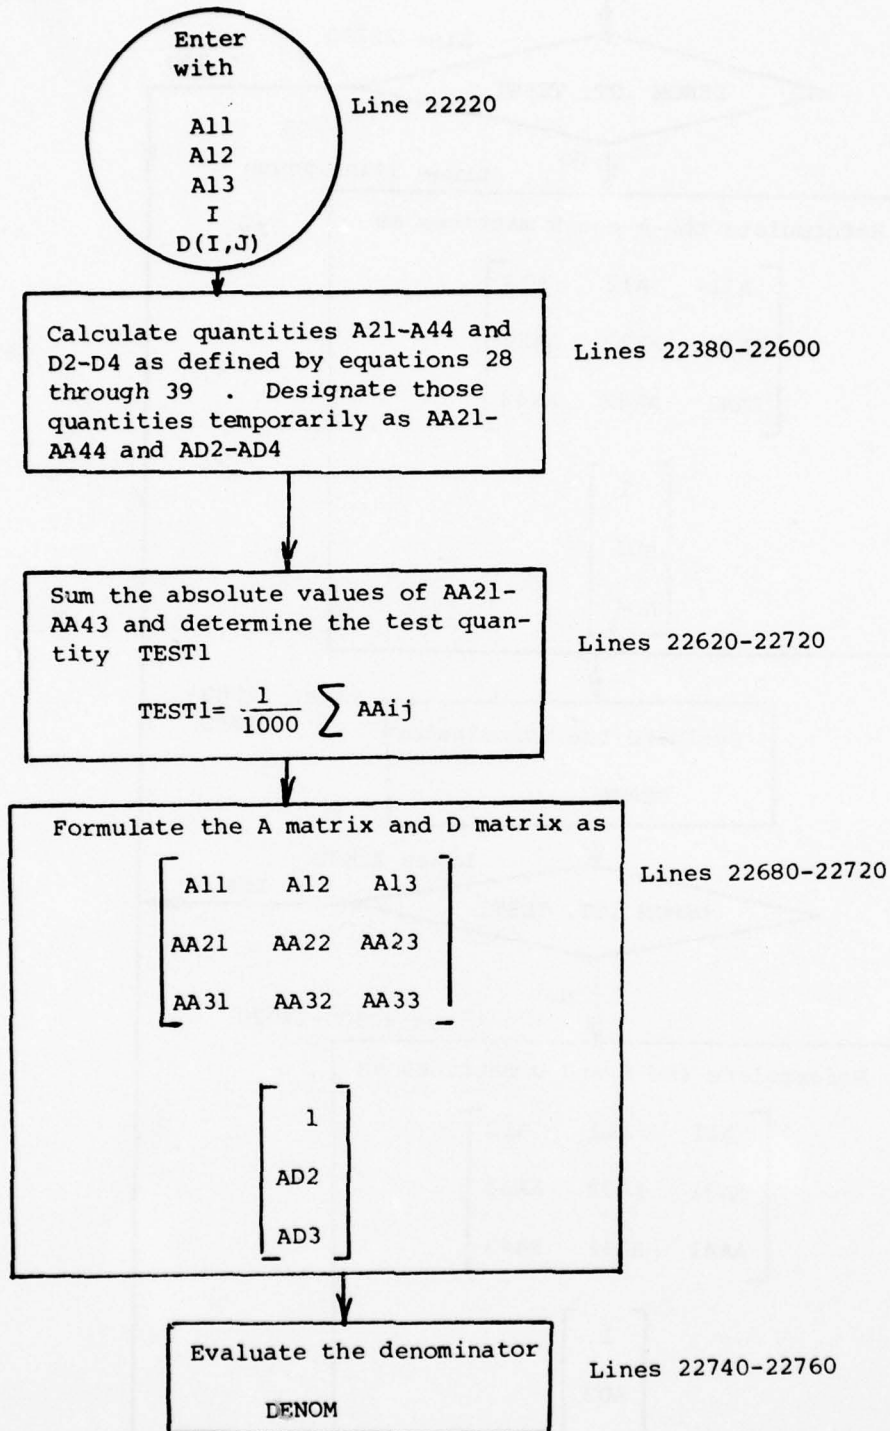 Enter
with
A11
A12
A13
I
D(I,J)
Line 22220
Calculate quantities A21-A44 and
D2-D4 as defined by equations 28
through 39 . Designate those
quantities temporarily as AA21-
AA44 and AD2-AD4
Lines 22380-22600
Sum the absolute values of AA21-
AA43 and determine the test quan-
tity TEST1
TEST1= 1/1000 ∑ AAij
Lines 22620-22720
Formulate the A matrix and D matrix as
A11 A12 A13
AA21 AA22 AA23
AA31 AA32 AA33
1
AD2
AD3
Lines 22680-22720
Evaluate the denominator
DENOM
Lines 22740-22760